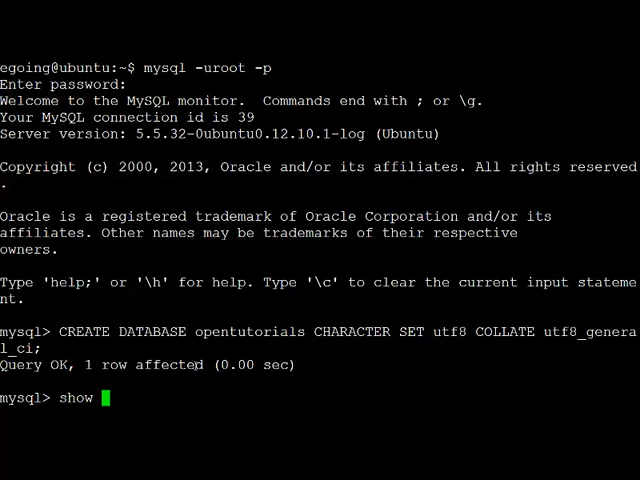 egoing@ubuntu:~$ mysql -uroot -p
Enter password:
Welcome to the MySQL monitor.  Commands end with ; or \g.
Your MySQL connection id is 39
Server version: 5.5.32-0ubuntu0.12.10.1-log (Ubuntu)
Copyright (c) 2000, 2013, Oracle and/or its affiliates. All rights reserved
.
Oracle is a registered trademark of Oracle Corporation and/or its
affiliates. Other names may be trademarks of their respective
owners.
Type 'help;' or '\h' for help. Type '\c' to clear the current input stateme
nt.
mysql> CREATE DATABASE opentutorials CHARACTER SET utf8 COLLATE utf8_genera
l_ci;
Query OK, 1 row affected (0.00 sec)
mysql> show